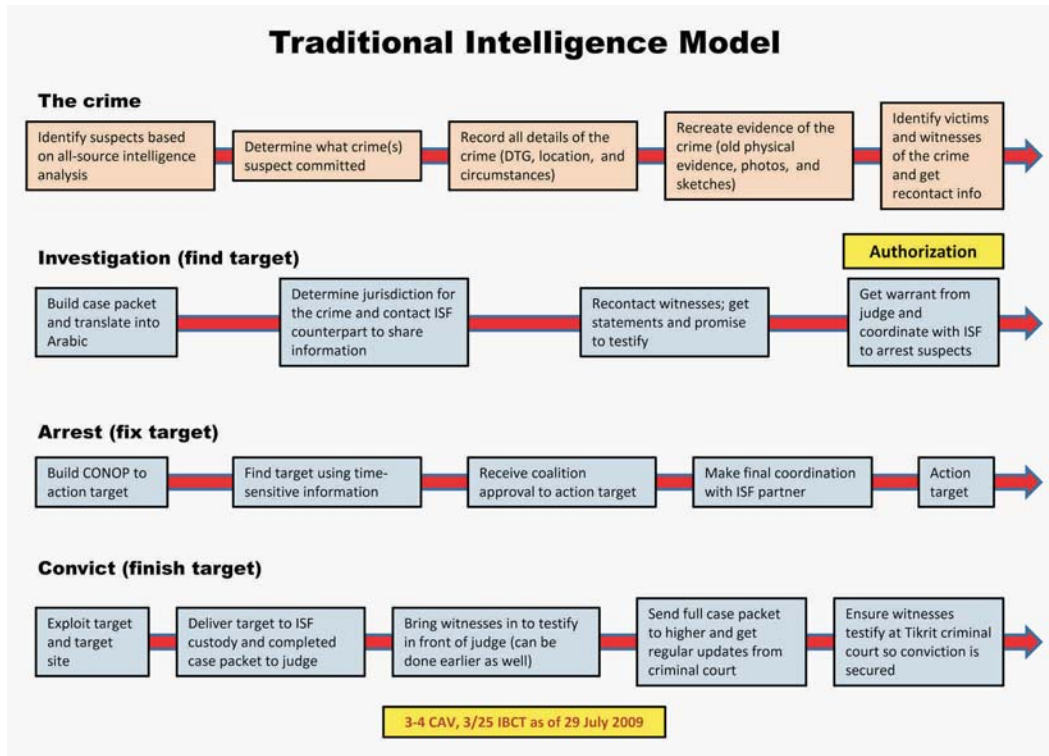 Traditional Intelligence Model
The crime
Identify suspects based
on all-source intelligence
analysis
Determine what crime(s)
suspect committed
Record all details of the
crime (DTG, location, and
circumstances)
Recreate evidence of the
crime (old physical
evidence, photos, and
sketches)
Identify victims
and witnesses
of the crime
and get
recontact info
Authorization
Investigation (find target)
Build case packet
and translate into
Arabic
Determine jurisdiction for
the crime and contact ISF
counterpart to share
information
Recontact witnesses; get
statements and promise
to testify
Get warrant from
judge and
coordinate with ISF
to arrest suspects
Arrest (fix target)
Build CONOP to
action target
Find target using time-
sensitive information
Receive coalition
approval to action target
Make final coordination
with ISF partner
Action
target
Convict (finish target)
Exploit target
and target
site
Deliver target to ISF
custody and completed
case packet to judge
Bring witnesses in to testify
in front of judge (can be
done earlier as well)
Send full case packet
to higher and get
regular updates from
criminal court
Ensure witnesses
testify at Tikrit criminal
court so conviction is
secured
3-4 CAV, 3/25 IBCT as of 29 July 2009